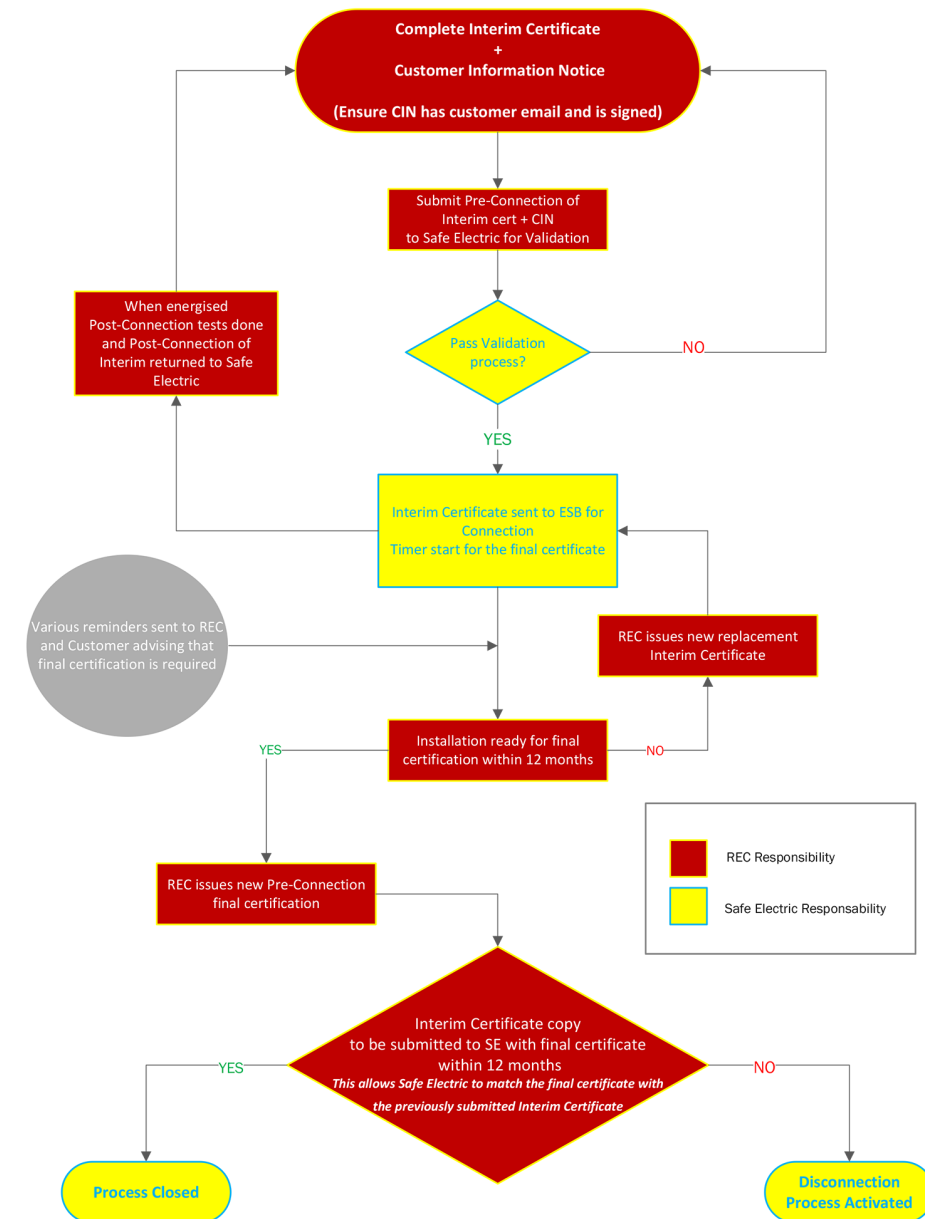 Complete Interim Certificate
+
Customer Information Notice
(Ensure CIN has customer email and is signed)
Submit Pre-Connection of
Interim cert + CIN
to Safe Electric for Validation
When energised
Post-Connection tests done
and Post-Connection of
Interim returned to Safe
Electric
Pass Validation
process?
NO
YES
Interim Certificate sent to ESB for
Connection
Timer start for the final certificate
Various reminders sent to REC
and Customer advising that
final certification is required
REC issues new replacement
Interim Certificate
YES
Installation ready for final
certification within 12 months
NO
REC Responsibility
Safe Electric Responsability
REC issues new Pre-Connection
final certification
Interim Certificate copy
to be submitted to SE with final certificate
within 12 months
This allows Safe Electric to match the final certificate with
the previously submitted Interim Certificate
YES
NO
Process Closed
Disconnection
Process Activated